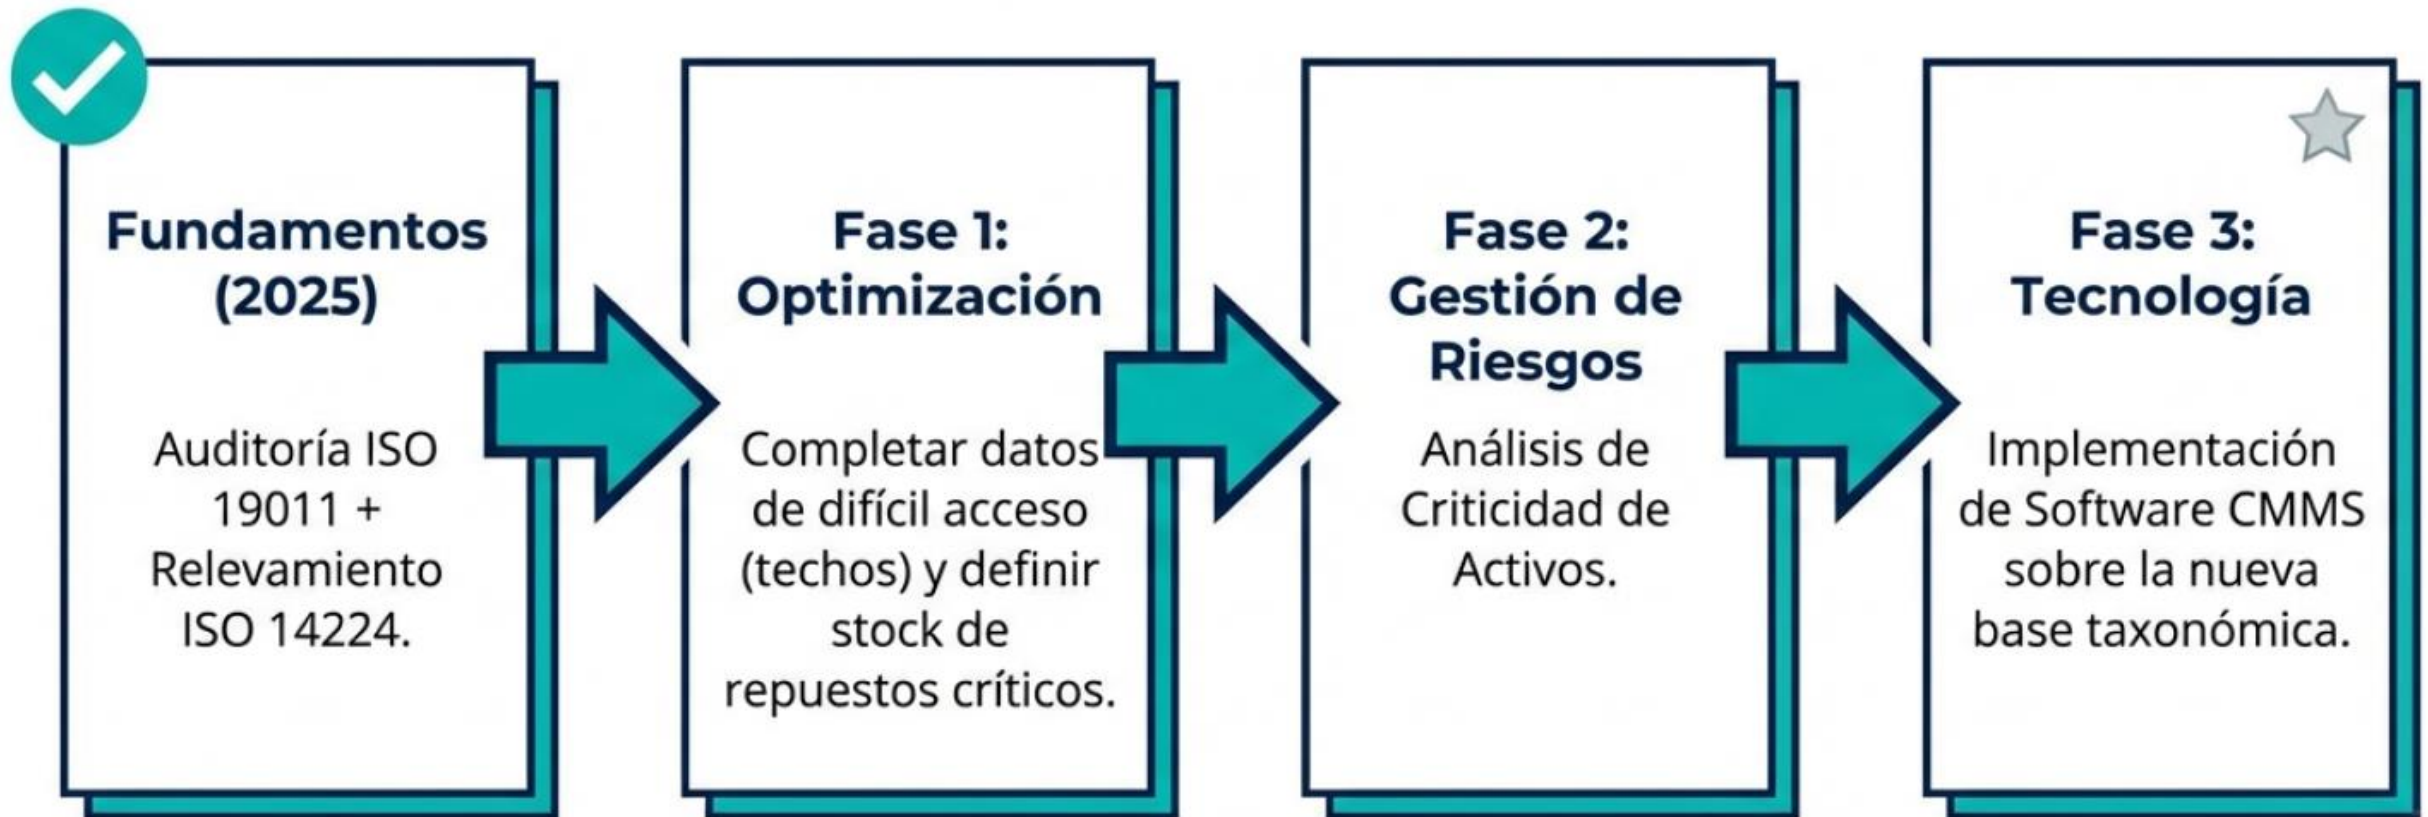 Fundamentos
(2025)
Auditoría ISO
19011 +
Relevamiento
ISO 14224.
Fase 1:
Optimización
Completar datos
de difícil acceso
(techos) y definir
stock de
repuestos críticos.
Fase 2:
Gestión de
Riesgos
Análisis de
Criticidad de
Activos.
Fase 3:
Tecnología
Implementación
de Software CMMS
sobre la nueva
base taxonómica.